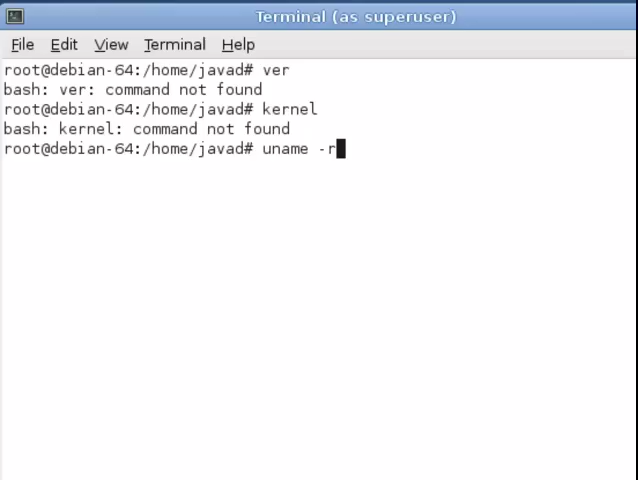 Terminal (as superuser)
File Edit View Terminal Help
root@debian-64:/home/javad# ver
bash: ver: command not found
root@debian-64:/home/javad# kernel
bash: kernel: command not found
root@debian-64:/home/javad# uname -r